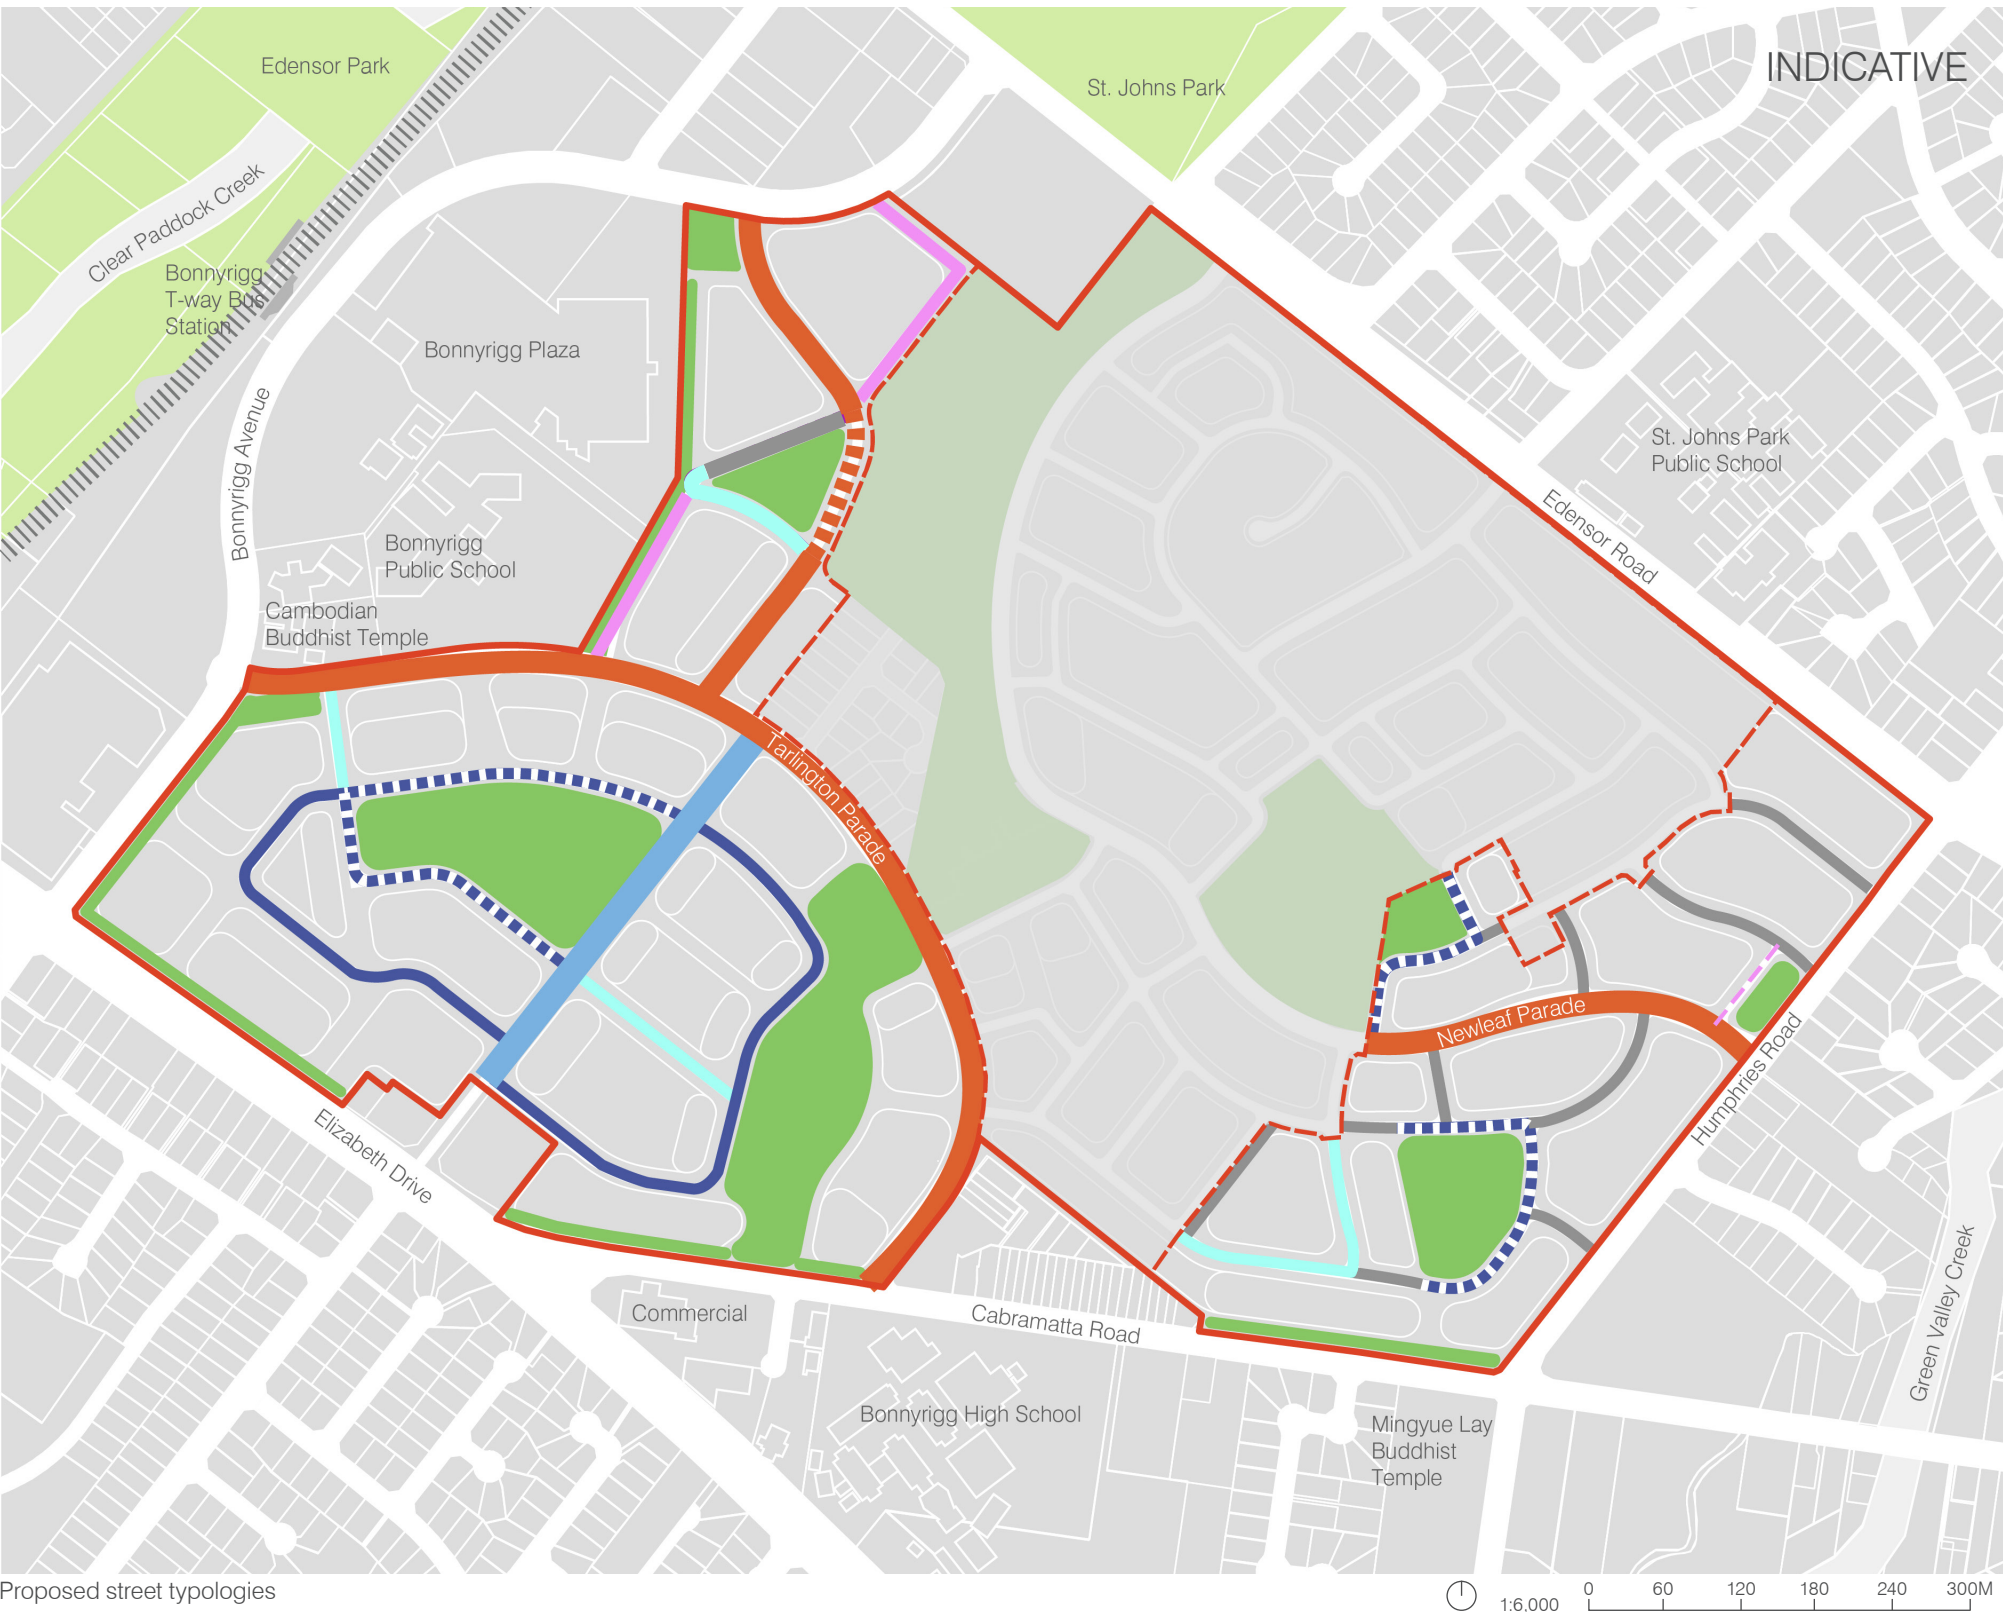 Edensor Park
St. Johns Park
INDICATIVE
Clear Paddock Creek
Bonnyrigg
T-way Bus
Station
Bonnyrigg Plaza
Bonnyrigg Avenue
St. Johns Park
Public School
Edensor Road
Bonnyrigg
Public School
Cambodian
Buddhist Temple
Tarlington Parade
Newleaf Parade
Humphries Road
Elizabeth Drive
Green Valley Creek
Commercial
Cabramatta Road
Bonnyrigg High School
Mingyue Lay
Buddhist
Temple
Proposed street typologies
1:6,000
0 60 120 180 240 300M